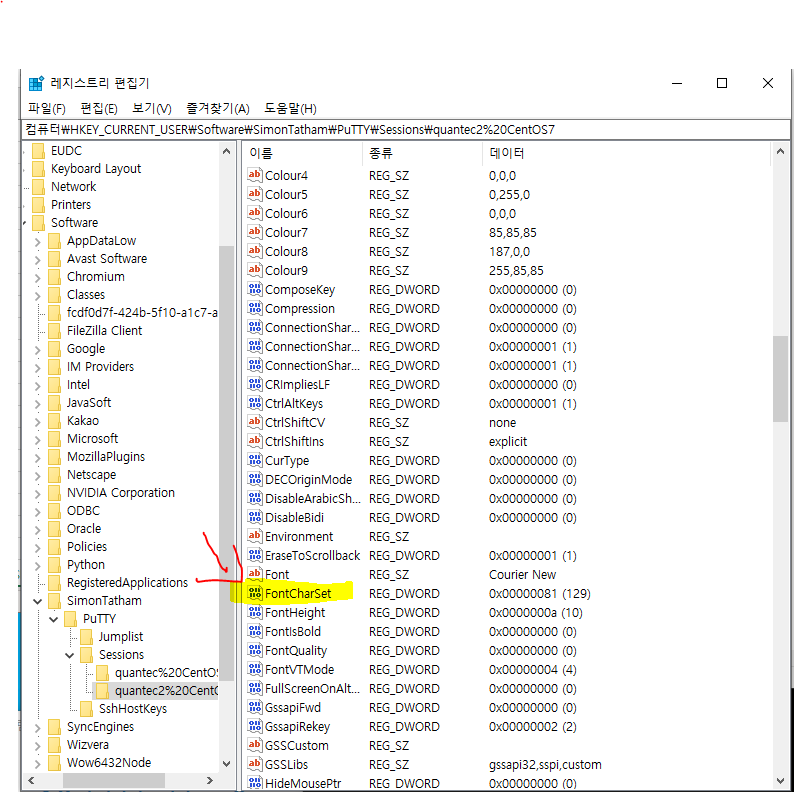 레지스트리 편집기
파일(F) 편집(E) 보기(V) 즐겨찾기(A) 도움말(H)
컴퓨터₩HKEY_CURRENT_USER₩Software₩SimonTatham₩PuTTY₩Sessions₩quantec2%20CentOS7
EUDC
Keyboard Layout
Network
Printers
Software
AppDataLow
Avast Software
Chromium
Classes
fcdf0d7f-424b-5f10-a1c7-a
FileZilla Client
Google
IM Providers
Intel
JavaSoft
Kakao
Microsoft
MozillaPlugins
Netscape
NVIDIA Corporation
ODBC
Oracle
Policies
Python
RegisteredApplications
SimonTatham
PuTTY
Jumplist
Sessions
quantec%20CentOS
quantec2%20CentO
SshHostKeys
SyncEngines
Wizvera
Wow6432Node
이름 종류 데이터
Colour4 REG_SZ 0,0,0
Colour5 REG_SZ 0,255,0
Colour6 REG_SZ 0,0,0
Colour7 REG_SZ 85,85,85
Colour8 REG_SZ 187,0,0
Colour9 REG_SZ 255,85,85
ComposeKey REG_DWORD 0x00000000 (0)
Compression REG_DWORD 0x00000000 (0)
ConnectionShar... REG_DWORD 0x00000000 (0)
ConnectionShar... REG_DWORD 0x00000001 (1)
ConnectionShar... REG_DWORD 0x00000001 (1)
CRImpliesLF REG_DWORD 0x00000000 (0)
CtrlAltKeys REG_DWORD 0x00000001 (1)
CtrlShiftCV REG_SZ none
CtrlShiftIns REG_SZ explicit
CurType REG_DWORD 0x00000000 (0)
DECOriginMode REG_DWORD 0x00000000 (0)
DisableArabicSh... REG_DWORD 0x00000000 (0)
DisableBidi REG_DWORD 0x00000000 (0)
Environment REG_SZ
EraseToScrollback REG_DWORD 0x00000001 (1)
Font REG_SZ Courier New
FontCharSet REG_DWORD 0x00000081 (129)
FontHeight REG_DWORD 0x0000000a (10)
FontIsBold REG_DWORD 0x00000000 (0)
FontQuality REG_DWORD 0x00000000 (0)
FontVTMode REG_DWORD 0x00000004 (4)
FullScreenOnAlt... REG_DWORD 0x00000000 (0)
GssapiFwd REG_DWORD 0x00000000 (0)
GssapiRekey REG_DWORD 0x00000002 (2)
GSSCustom REG_SZ
GSSLibs REG_SZ gssapi32,sspi,custom
HideMousePtr REG_DWORD 0x00000000 (0)